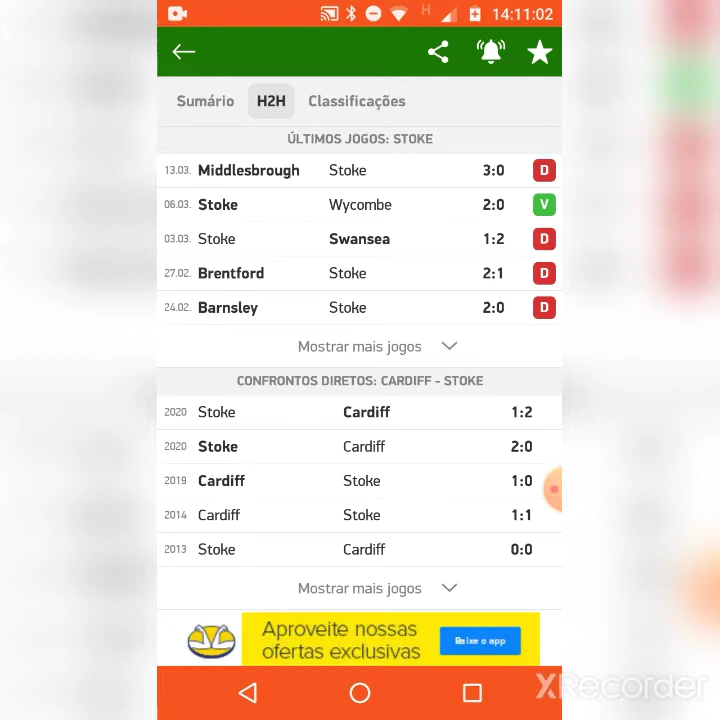 H 14:11:02
Sumário H2H Classificações
ÚLTIMOS JOGOS: STOKE
13.03. Middlesbrough Stoke 3:0 D
06.03. Stoke Wycombe 2:0 V
03.03. Stoke Swansea 1:2 D
27.02. Brentford Stoke 2:1 D
24.02. Barnsley Stoke 2:0 D
Mostrar mais jogos
CONFRONTOS DIRETOS: CARDIFF - STOKE
2020 Stoke Cardiff 1:2
2020 Stoke Cardiff 2:0
2019 Cardiff Stoke 1:0
2014 Cardiff Stoke 1:1
2013 Stoke Cardiff 0:0
Mostrar mais jogos
Aproveite nossas
ofertas exclusivas
Baixe o app
XRecorder